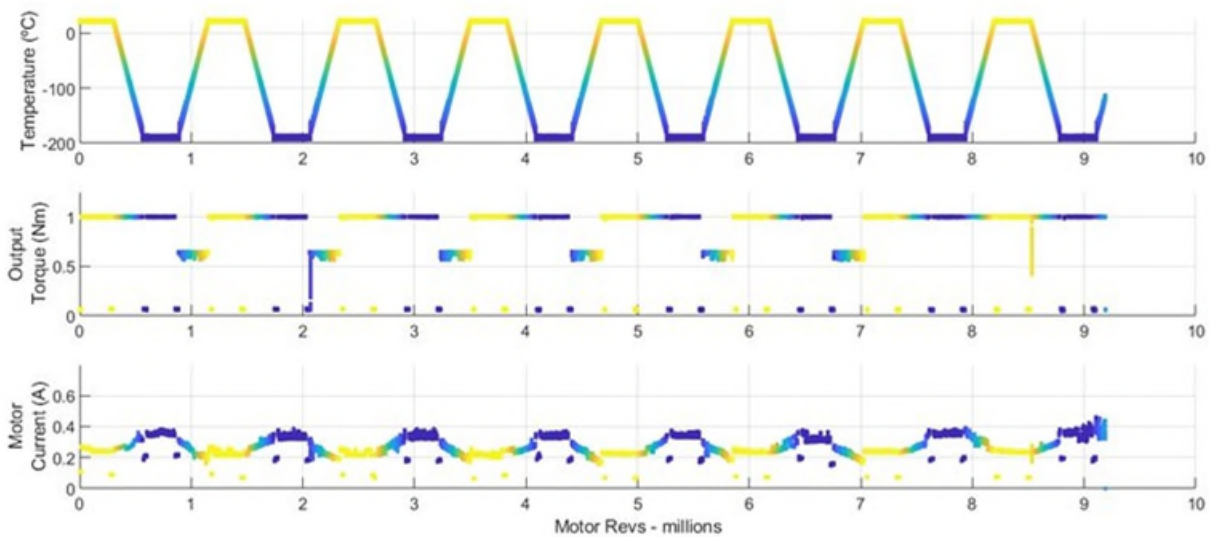 Temperature (ºC)
0
-100
-200
0 1 2 3 4 5 6 7 8 9 10
Output
Torque (Nm)
1
0.5
0
0 1 2 3 4 5 6 7 8 9 10
Motor
Current (A)
0.6
0.4
0.2
0
0 1 2 3 4 5 6 7 8 9 10
Motor Revs - millions